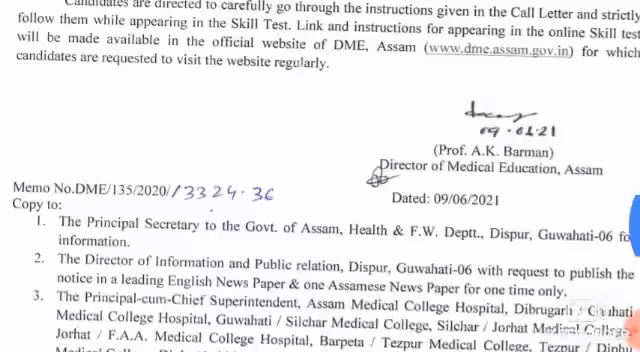 Candidates are directed to carefully go through the instructions given in the Call Letter and strictly
follow them while appearing in the Skill Test. Link and instructions for appearing in the online Skill test
will be made available in the official website of DME, Assam (www.dme.assam.gov.in) for which
candidates are requested to visit the website regularly.
09.06.21
(Prof. A.K. Barman)
Director of Medical Education, Assam
Memo No.DME/135/2020/13324-36
Dated: 09/06/2021
Copy to:
1. The Principal Secretary to the Govt. of Assam, Health & F.W. Deptt., Dispur, Guwahati-06 fo
information.
2. The Director of Information and Public relation, Dispur, Guwahati-06 with request to publish the
notice in a leading English News Paper & one Assamese News Paper for one time only.
3. The Principal-cum-Chief Superintendent, Assam Medical College Hospital, Dibrugarh / Guwahati
Medical College Hospital, Guwahati / Silchar Medical College, Silchar / Jorhat Medical College,
Jorhat / F.A.A. Medical College Hospital, Barpeta / Tezpur Medical College, Tezpur / Diphu
Medical College